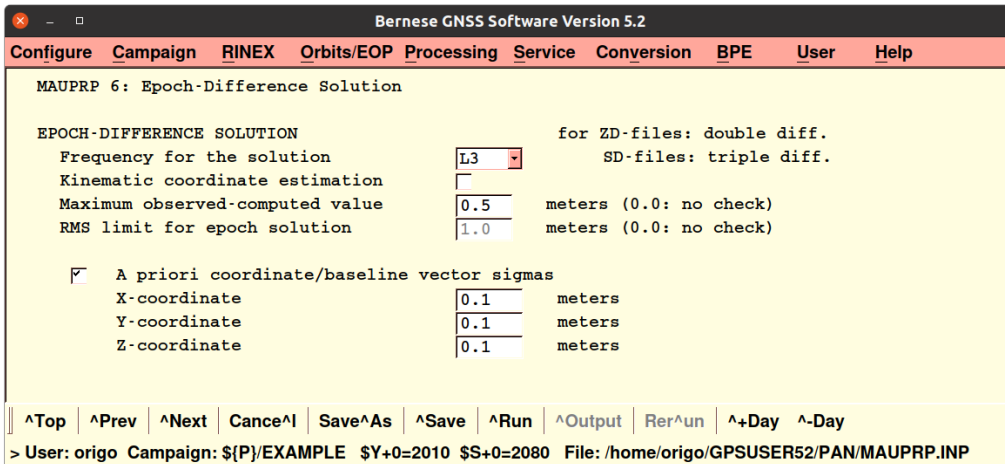 Bernese GNSS Software Version 5.2
Configure Campaign RINEX Orbits/EOP Processing Service Conversion BPE User Help
MAUPRP 6: Epoch-Difference Solution
EPOCH-DIFFERENCE SOLUTION for ZD-files: double diff.
Frequency for the solution L3 SD-files: triple diff.
Kinematic coordinate estimation
Maximum observed-computed value 0.5 meters (0.0: no check)
RMS limit for epoch solution 1.0 meters (0.0: no check)
A priori coordinate/baseline vector sigmas
X-coordinate 0.1 meters
Y-coordinate 0.1 meters
Z-coordinate 0.1 meters
^Top ^Prev ^Next Cance^l Save^As ^Save ^Run ^Output Rer^un ^+Day ^-Day
> User: origo Campaign: ${P}/EXAMPLE $Y+0=2010 $S+0=2080 File: /home/origo/GPSUSER52/PAN/MAUPRP.INP